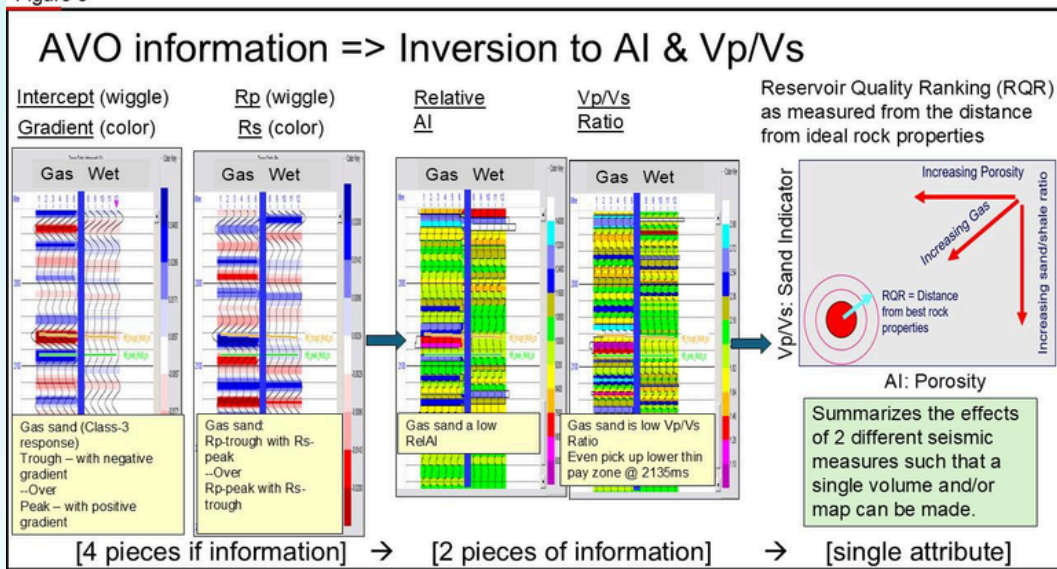 AVO information => Inversion to AI & Vp/Vs
Intercept (wiggle)
Gradient (color)
Rp (wiggle)
Rs (color)
Relative
AI
Vp/Vs
Ratio
Reservoir Quality Ranking (RQR)
as measured from the distance
from ideal rock properties
Gas Wet
Gas Wet
Gas Wet
Gas Wet
Gas sand (Class-3
response)
Trough – with negative
gradient
--Over
Peak – with positive
gradient
Gas sand:
Rp-trough with Rs-
peak
--Over
Rp-peak with Rs-
trough
Gas sand a low
RelAI
Gas sand is low Vp/Vs
Ratio
Even pick up lower thin
pay zone @ 2135ms
Vp/Vs: Sand Indicator
Increasing Porosity
Increasing Gas
Increasing sand/shale ratio
RQR = Distance
from best rock
properties
AI: Porosity
Summarizes the effects
of 2 different seismic
measures such that a
single volume and/or
map can be made.
[4 pieces if information] → [2 pieces of information] → [single attribute]